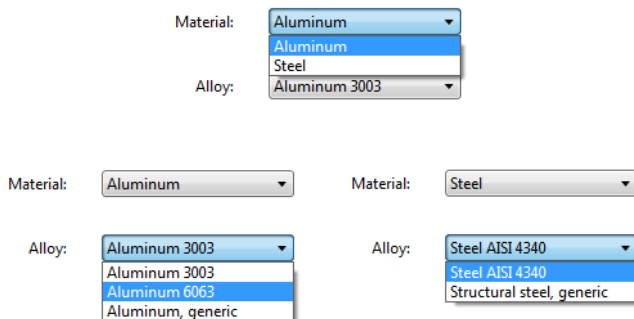 Material: Aluminum
Aluminum
Steel
Alloy: Aluminum 3003
Material: Aluminum
Alloy: Aluminum 3003
Aluminum 3003
Aluminum 6063
Aluminum, generic
Material: Steel
Alloy: Steel AISI 4340
Steel AISI 4340
Structural steel, generic